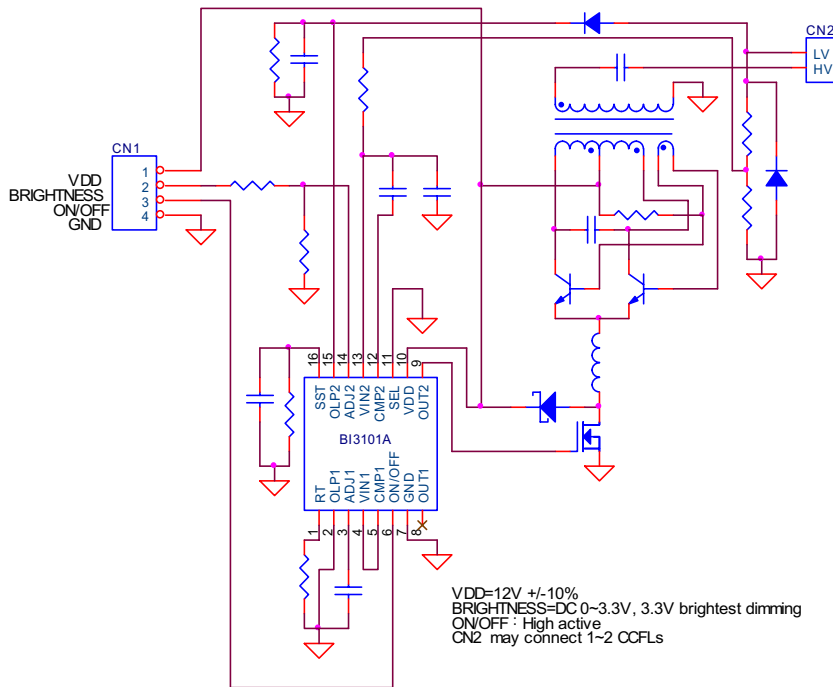 CN2
LV
HV
CN1
1
2
3
4
VDD
BRIGHTNESS
ON/OFF
GND
16 15 14 13 12 11 10 9
SST OLP2 ADJ2 VIN2 CMP2 SEL VDD OUT2
BI3101A
RT OLP1 ADJ1 VIN1 CMP1 ON/OFF GND OUT1
1 2 3 4 5 6 7 8
VDD=12V +/-10%
BRIGHTNESS=DC 0~3.3V, 3.3V brightest dimming
ON/OFF : High active
CN2 may connect 1~2 CCFLs